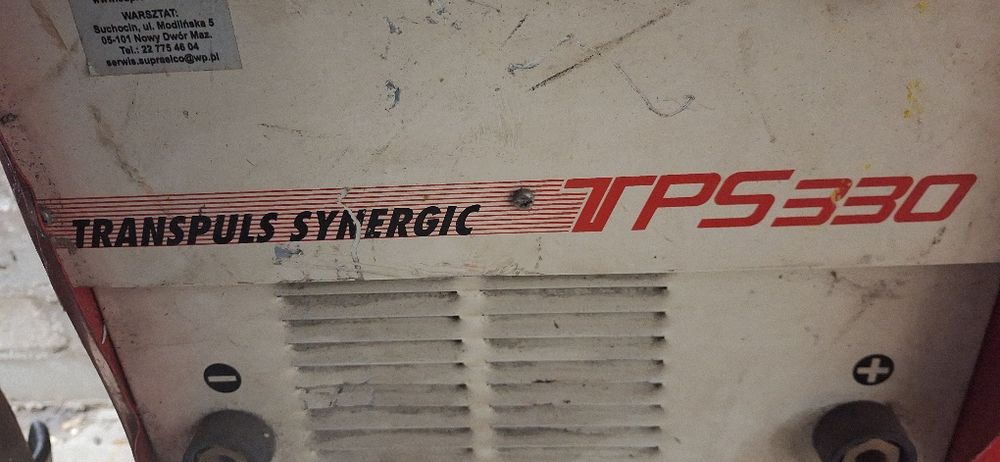 WARSZTAT:
Suchocin, ul. Modlińska 5
05-101 Nowy Dwór Maz.
Tel.: 22 775 46 04
serwis.supraelco@wp.pl
TRANSPULS SYNERGIC TPS330
-
+